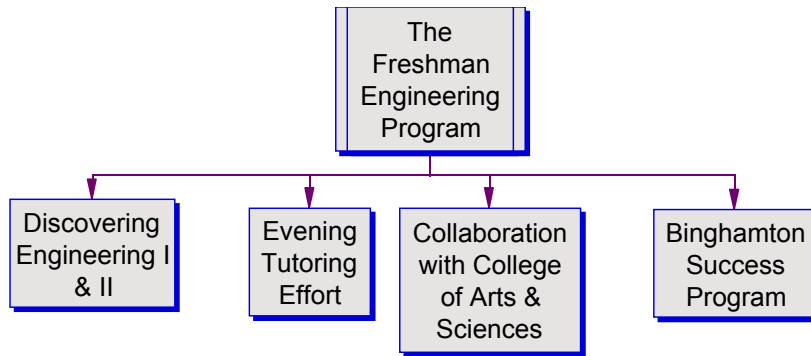 The
Freshman
Engineering
Program
Discovering
Engineering I
& II
Evening
Tutoring
Effort
Collaboration
with College
of Arts &
Sciences
Binghamton
Success
Program